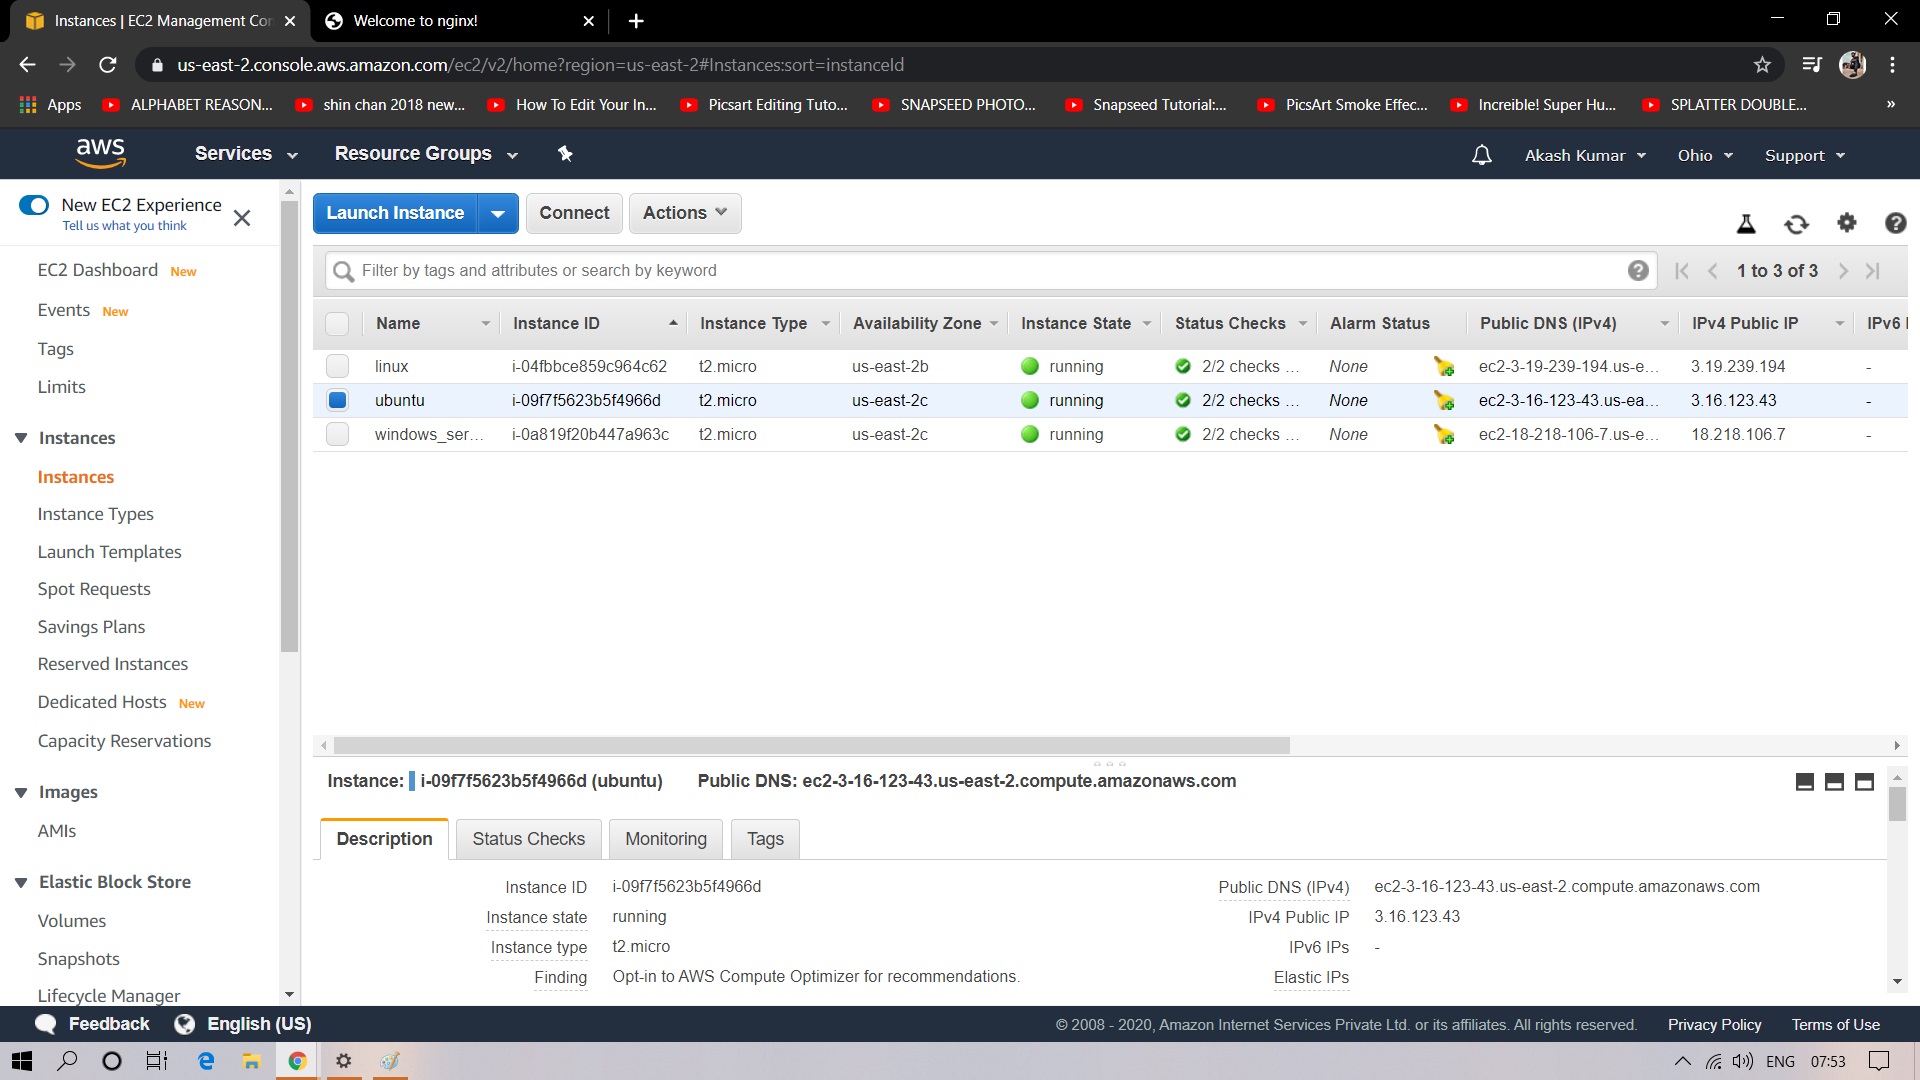 Instances | EC2 Management Con
Welcome to nginx!
us-east-2.console.aws.amazon.com/ec2/v2/home?region=us-east-2#Instances:sort=instanceId
Apps ALPHABET REASON... shin chan 2018 new... How To Edit Your In... Picsart Editing Tuto... SNAPSEED PHOTO... Snapseed Tutorial:... PicsArt Smoke Effec... Increible! Super Hu... SPLATTER DOUBLE... »
aws Services Resource Groups Akash Kumar Ohio Support
New EC2 Experience
Tell us what you think
EC2 Dashboard New
Events New
Tags
Limits
Instances
Instances
Instance Types
Launch Templates
Spot Requests
Savings Plans
Reserved Instances
Dedicated Hosts New
Capacity Reservations
Images
AMIs
Elastic Block Store
Volumes
Snapshots
Lifecycle Manager
Launch Instance Connect Actions
Filter by tags and attributes or search by keyword
1 to 3 of 3
Name Instance ID Instance Type Availability Zone Instance State Status Checks Alarm Status Public DNS (IPv4) IPv4 Public IP IPv6
linux i-04fbbce859c964c62 t2.micro us-east-2b running 2/2 checks ... None ec2-3-19-239-194.us-e... 3.19.239.194 -
ubuntu i-09f7f5623b5f4966d t2.micro us-east-2c running 2/2 checks ... None ec2-3-16-123-43.us-ea... 3.16.123.43 -
windows_ser... i-0a819f20b447a963c t2.micro us-east-2c running 2/2 checks ... None ec2-18-218-106-7.us-e... 18.218.106.7 -
Instance: i-09f7f5623b5f4966d (ubuntu) Public DNS: ec2-3-16-123-43.us-east-2.compute.amazonaws.com
Description Status Checks Monitoring Tags
Instance ID i-09f7f5623b5f4966d Public DNS (IPv4) ec2-3-16-123-43.us-east-2.compute.amazonaws.com
Instance state running IPv4 Public IP 3.16.123.43
Instance type t2.micro IPv6 IPs -
Finding Opt-in to AWS Compute Optimizer for recommendations. Elastic IPs
Feedback English (US) © 2008 - 2020, Amazon Internet Services Private Ltd. or its affiliates. All rights reserved. Privacy Policy Terms of Use
ENG 07:53